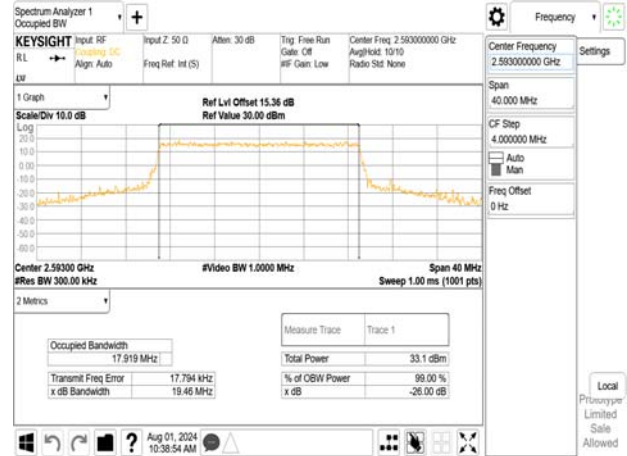 Spectrum Analyzer 1
Occupied BW
+
Frequency
KEYSIGHT
RL
Input: RF
Coupling: DC
Align: Auto
Input Z: 50 Ω
Freq Ref: Int (S)
Atten: 30 dB
Trig: Free Run
Gate: Off
#IF Gain: Low
Center Freq: 2.593000000 GHz
Avg|Hold: 10/10
Radio Std: None
Center Frequency
2.593000000 GHz
Settings
Span
40.000 MHz
CF Step
4.000000 MHz
Auto
Man
Freq Offset
0 Hz
1 Graph
Scale/Div 10.0 dB
Ref Lvl Offset 15.36 dB
Ref Value 30.00 dBm
Log
20.0
10.0
0.00
-10.0
-20.0
-30.0
-40.0
-50.0
-60.0
Center 2.59300 GHz
#Res BW 300.00 kHz
#Video BW 1.0000 MHz
Span 40 MHz
Sweep 1.00 ms (1001 pts)
2 Metrics
Measure Trace
Trace 1
Occupied Bandwidth
17.919 MHz
Total Power
33.1 dBm
Transmit Freq Error
17.794 kHz
% of OBW Power
99.00 %
x dB Bandwidth
19.46 MHz
x dB
-26.00 dB
Local
Prototype
Limited
Sale
Allowed
?
Aug 01, 2024
10:38:54 AM